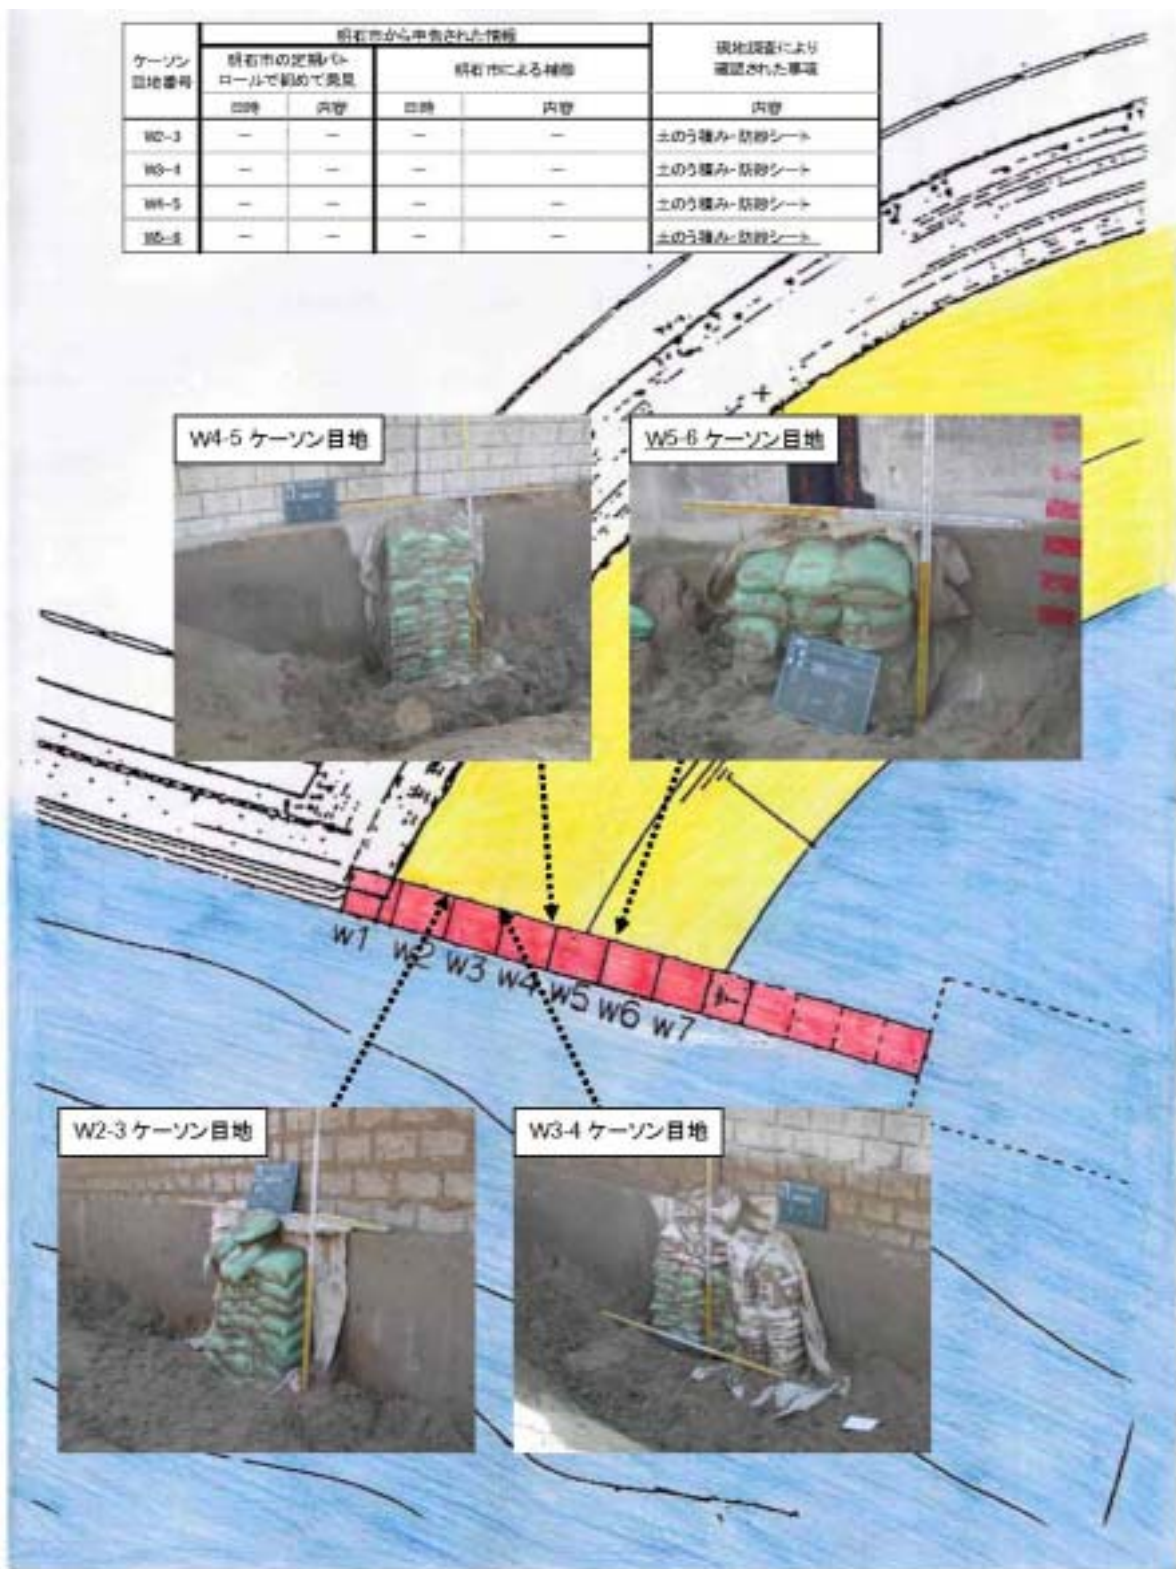 明石市から申告された情報
ケーソン
目地番号
明石市の定期パト
ロールで初めて発見
明石市による補修
現地調査により
確認された事項
日時 内容 日時 内容 内容
W2-3 － － － － 土のう積み・防砂シート
W3-4 － － － － 土のう積み・防砂シート
W4-5 － － － － 土のう積み・防砂シート
W5-6 － － － － 土のう積み・防砂シート
W4-5 ケーソン目地
W5-6 ケーソン目地
w1
w2
w3
w4
w5
w6
w7
W2-3 ケーソン目地
W3-4 ケーソン目地